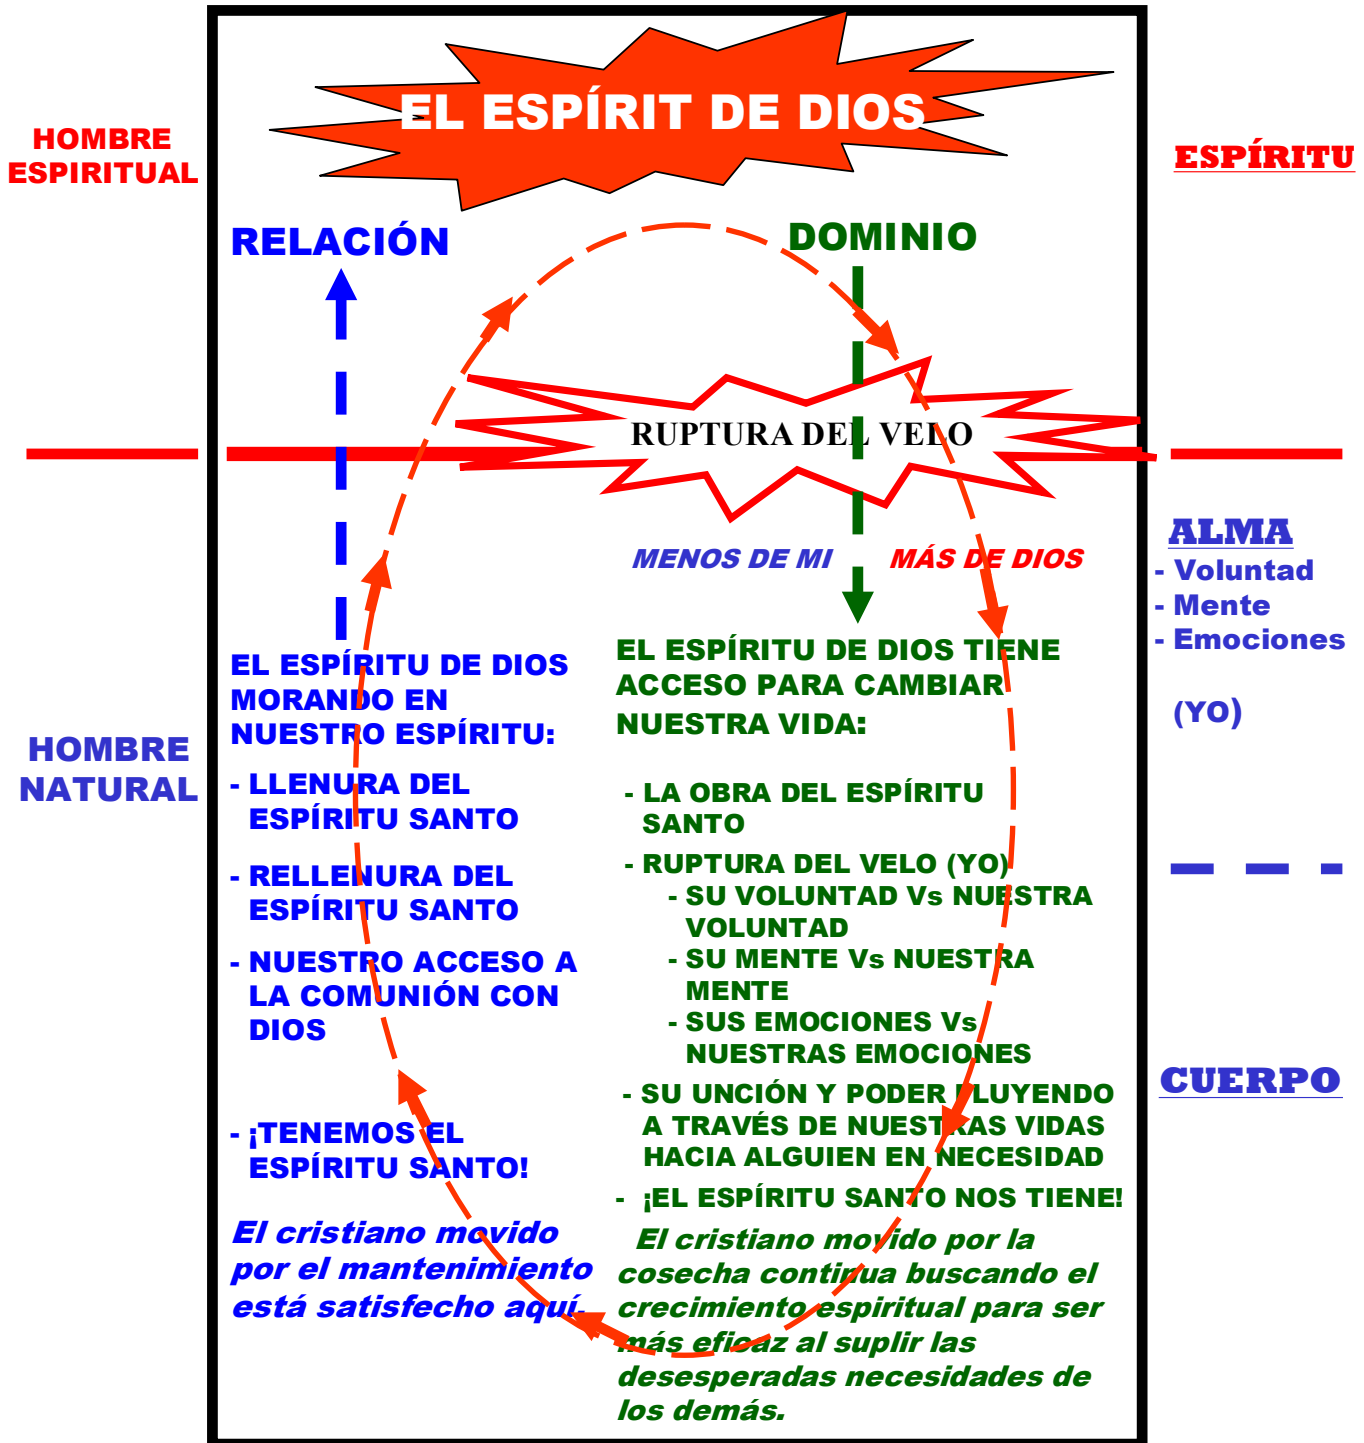 EL ESPÍRIT DE DIOS
HOMBRE
ESPIRITUAL
ESPÍRITU
RELACIÓN
DOMINIO
RUPTURA DEL VELO
MENOS DE MI
MÁS DE DIOS
ALMA
- Voluntad
- Mente
- Emociones
(YO)
HOMBRE
NATURAL
CUERPO
EL ESPÍRITU DE DIOS
MORANDO EN
NUESTRO ESPÍRITU:
- LLENURA DEL
ESPÍRITU SANTO
- RELLENURA DEL
ESPÍRITU SANTO
- NUESTRO ACCESO A
LA COMUNIÓN CON
DIOS
- ¡TENEMOS EL
ESPÍRITU SANTO!
El cristiano movido
por el mantenimiento
está satisfecho aquí.
EL ESPÍRITU DE DIOS TIENE
ACCESO PARA CAMBIAR
NUESTRA VIDA:
- LA OBRA DEL ESPÍRITU
SANTO
- RUPTURA DEL VELO (YO)
- SU VOLUNTAD Vs NUESTRA
VOLUNTAD
- SU MENTE Vs NUESTRA
MENTE
- SUS EMOCIONES Vs
NUESTRAS EMOCIONES
- SU UNCIÓN Y PODER FLUYENDO
A TRAVÉS DE NUESTRAS VIDAS
HACIA ALGUIEN EN NECESIDAD
- ¡EL ESPÍRITU SANTO NOS TIENE!
El cristiano movido por la
cosecha continua buscando el
crecimiento espiritual para ser
más eficaz al suplir las
desesperadas necesidades de
los demás.